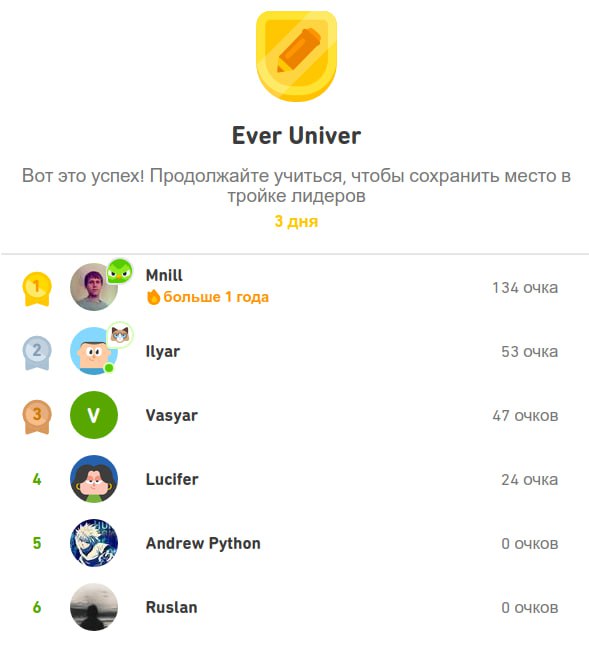 Ever Univer
Вот это успех! Продолжайте учиться, чтобы сохранить место в
тройке лидеров
3 дня
1 Mnill 134 очка
больше 1 года
2 Ilyar 53 очка
3 V Vasyar 47 очков
4 Lucifer 24 очка
5 Andrew Python 0 очков
6 Ruslan 0 очков